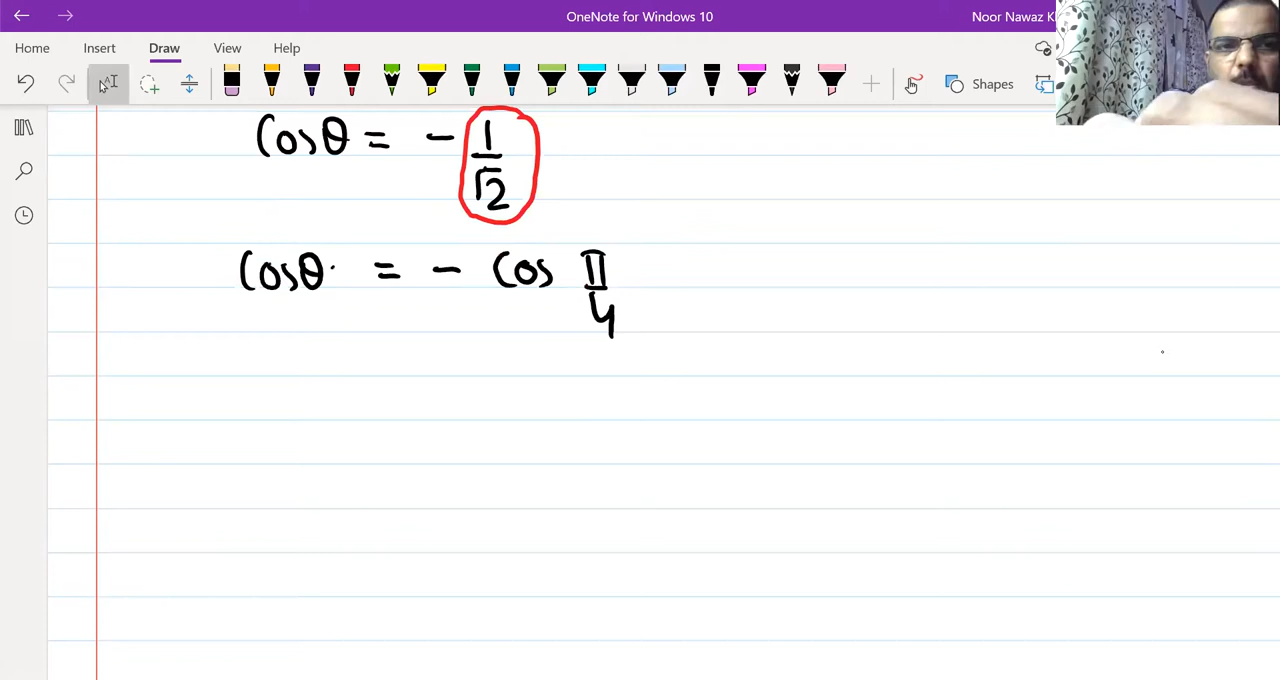 OneNote for Windows 10
Noor Nawaz K
Home Insert Draw View Help
Shapes
Cosθ = - 1/√2
Cosθ = - Cos π/4